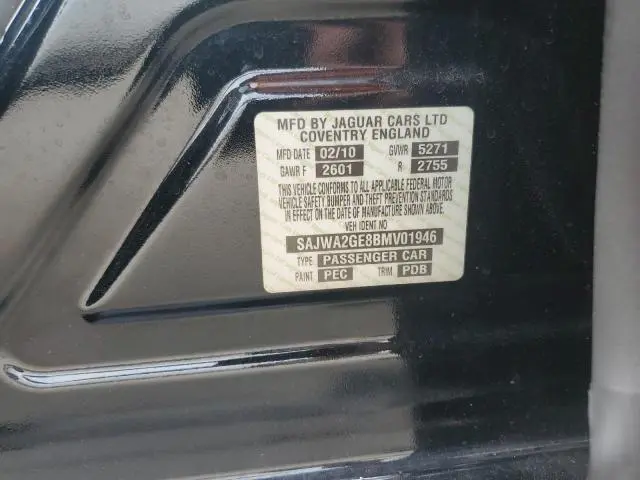 MFD BY JAGUAR CARS LTD
COVENTRY ENGLAND
MFD DATE 02/10 GVWR 5271
GAWR F 2601 R 2755
THIS VEHICLE CONFORMS TO ALL APPLICABLE FEDERAL MOTOR
VEHICLE SAFETY BUMPER AND THEFT PREVENTION STANDARDS
IN EFFECT ON THE DATE OF MANUFACTURE SHOWN ABOVE.
VEH IDENT NO
SAJWA2GE8BMV01946
TYPE PASSENGER CAR
PAINT PEC TRIM PDB